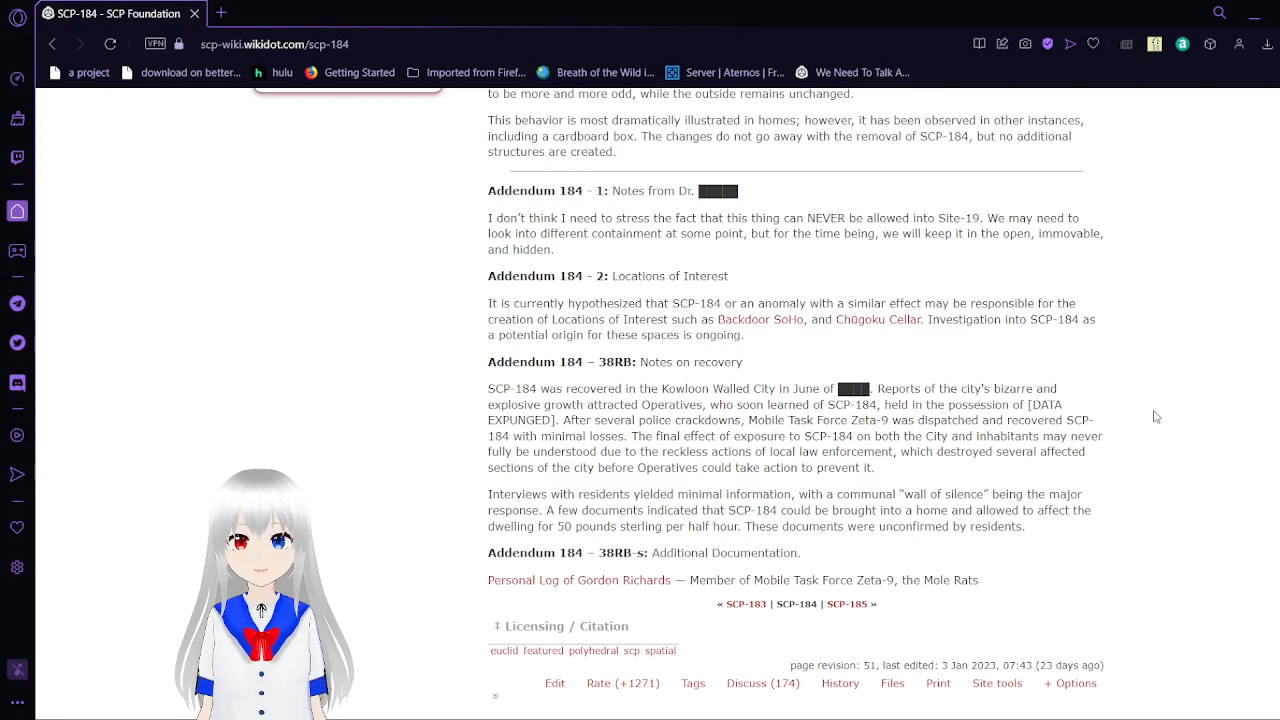 SCP-184 - SCP Foundation
VPN scp-wiki.wikidot.com/scp-184
a project download on better... hulu Getting Started Imported from Firef... Breath of the Wild i... Server | Aternos | Fr... We Need To Talk A...
to be more and more odd, while the outside remains unchanged.
This behavior is most dramatically illustrated in homes; however, it has been observed in other instances,
including a cardboard box. The changes do not go away with the removal of SCP-184, but no additional
structures are created.
Addendum 184 - 1: Notes from Dr. █████
I don't think I need to stress the fact that this thing can NEVER be allowed into Site-19. We may need to
look into different containment at some point, but for the time being, we will keep it in the open, immovable,
and hidden.
Addendum 184 - 2: Locations of Interest
It is currently hypothesized that SCP-184 or an anomaly with a similar effect may be responsible for the
creation of Locations of Interest such as Backdoor SoHo, and Chūgoku Cellar. Investigation into SCP-184 as
a potential origin for these spaces is ongoing.
Addendum 184 – 38RB: Notes on recovery
SCP-184 was recovered in the Kowloon Walled City in June of ████. Reports of the city's bizarre and
explosive growth attracted Operatives, who soon learned of SCP-184, held in the possession of [DATA
EXPUNGED]. After several police crackdowns, Mobile Task Force Zeta-9 was dispatched and recovered SCP-
184 with minimal losses. The final effect of exposure to SCP-184 on both the City and inhabitants may never
fully be understood due to the reckless actions of local law enforcement, which destroyed several affected
sections of the city before Operatives could take action to prevent it.
Interviews with residents yielded minimal information, with a communal “wall of silence” being the major
response. A few documents indicated that SCP-184 could be brought into a home and allowed to affect the
dwelling for 50 pounds sterling per half hour. These documents were unconfirmed by residents.
Addendum 184 – 38RB-s: Additional Documentation.
Personal Log of Gordon Richards — Member of Mobile Task Force Zeta-9, the Mole Rats
« SCP-183 | SCP-184 | SCP-185 »
‡ Licensing / Citation
euclid featured polyhedral scp spatial
page revision: 51, last edited: 3 Jan 2023, 07:43 (23 days ago)
Edit Rate (+1271) Tags Discuss (174) History Files Print Site tools + Options